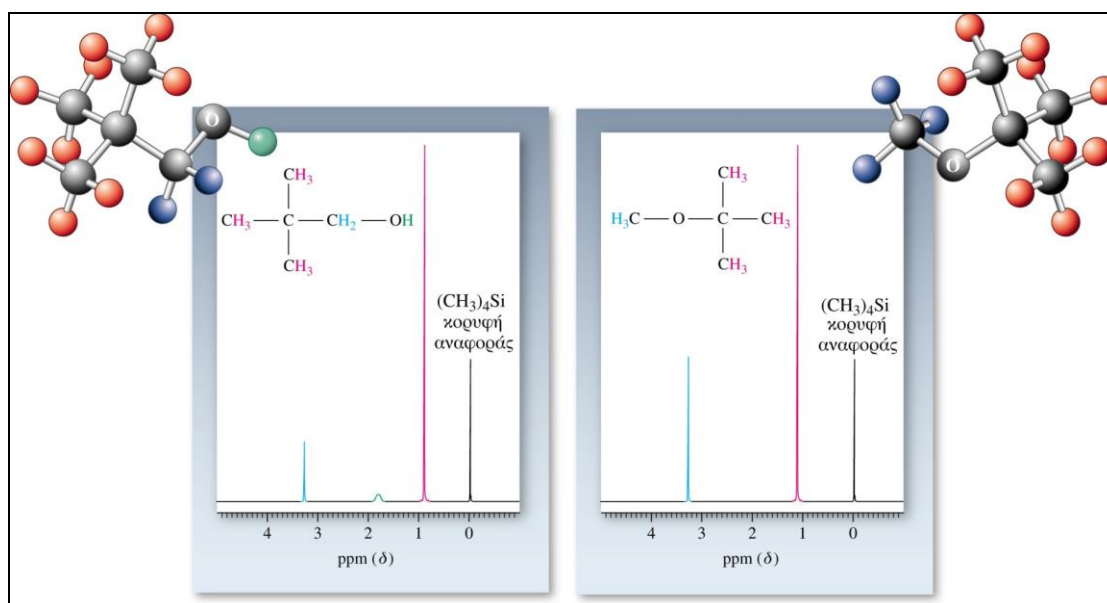 O
CH3
CH3 C CH2 OH
CH3
(CH3)4Si
κορυφή
αναφοράς
4 3 2 1 0
ppm (δ)
O
CH3
H3C O C CH3
CH3
(CH3)4Si
κορυφή
αναφοράς
4 3 2 1 0
ppm (δ)